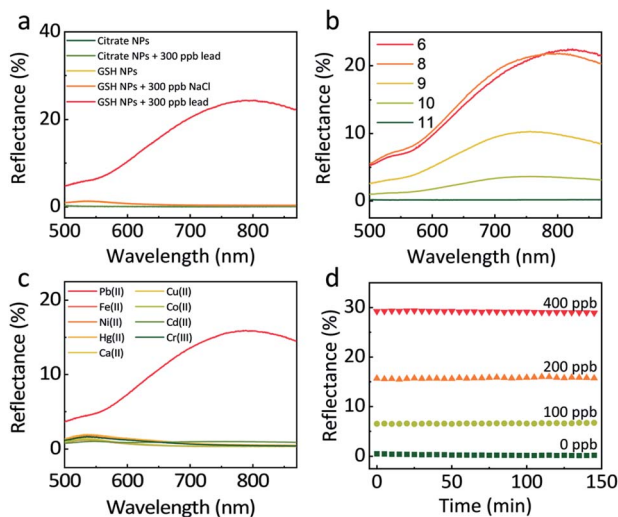 a
Reflectance (%)
40
20
0
Citrate NPs
Citrate NPs + 300 ppb lead
GSH NPs
GSH NPs + 300 ppb NaCl
GSH NPs + 300 ppb lead
500 600 700 800
Wavelength (nm)
b
Reflectance (%)
20
10
0
6
8
9
10
11
500 600 700 800
Wavelength (nm)
c
Reflectance (%)
20
10
0
Pb(II) Cu(II)
Fe(II) Co(II)
Ni(II) Cd(II)
Hg(II) Cr(III)
Ca(II)
500 600 700 800
Wavelength (nm)
d
Reflectance (%)
30
20
10
0
400 ppb
200 ppb
100 ppb
0 ppb
0 50 100 150
Time (min)